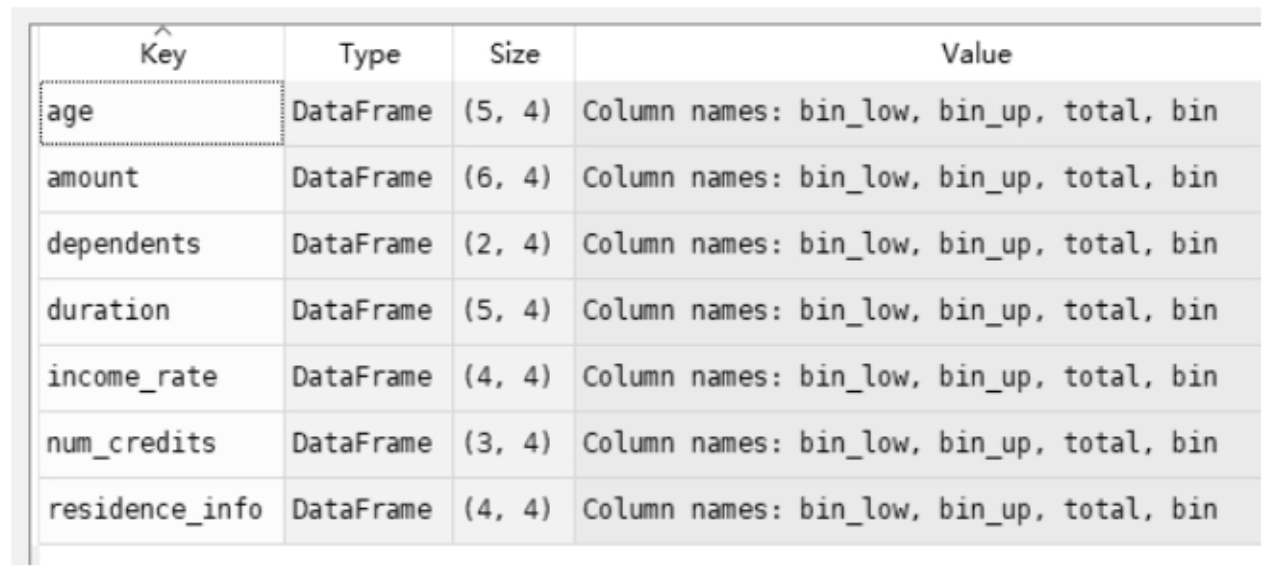 Key Type Size Value
age DataFrame (5, 4) Column names: bin_low, bin_up, total, bin
amount DataFrame (6, 4) Column names: bin_low, bin_up, total, bin
dependents DataFrame (2, 4) Column names: bin_low, bin_up, total, bin
duration DataFrame (5, 4) Column names: bin_low, bin_up, total, bin
income_rate DataFrame (4, 4) Column names: bin_low, bin_up, total, bin
num_credits DataFrame (3, 4) Column names: bin_low, bin_up, total, bin
residence_info DataFrame (4, 4) Column names: bin_low, bin_up, total, bin